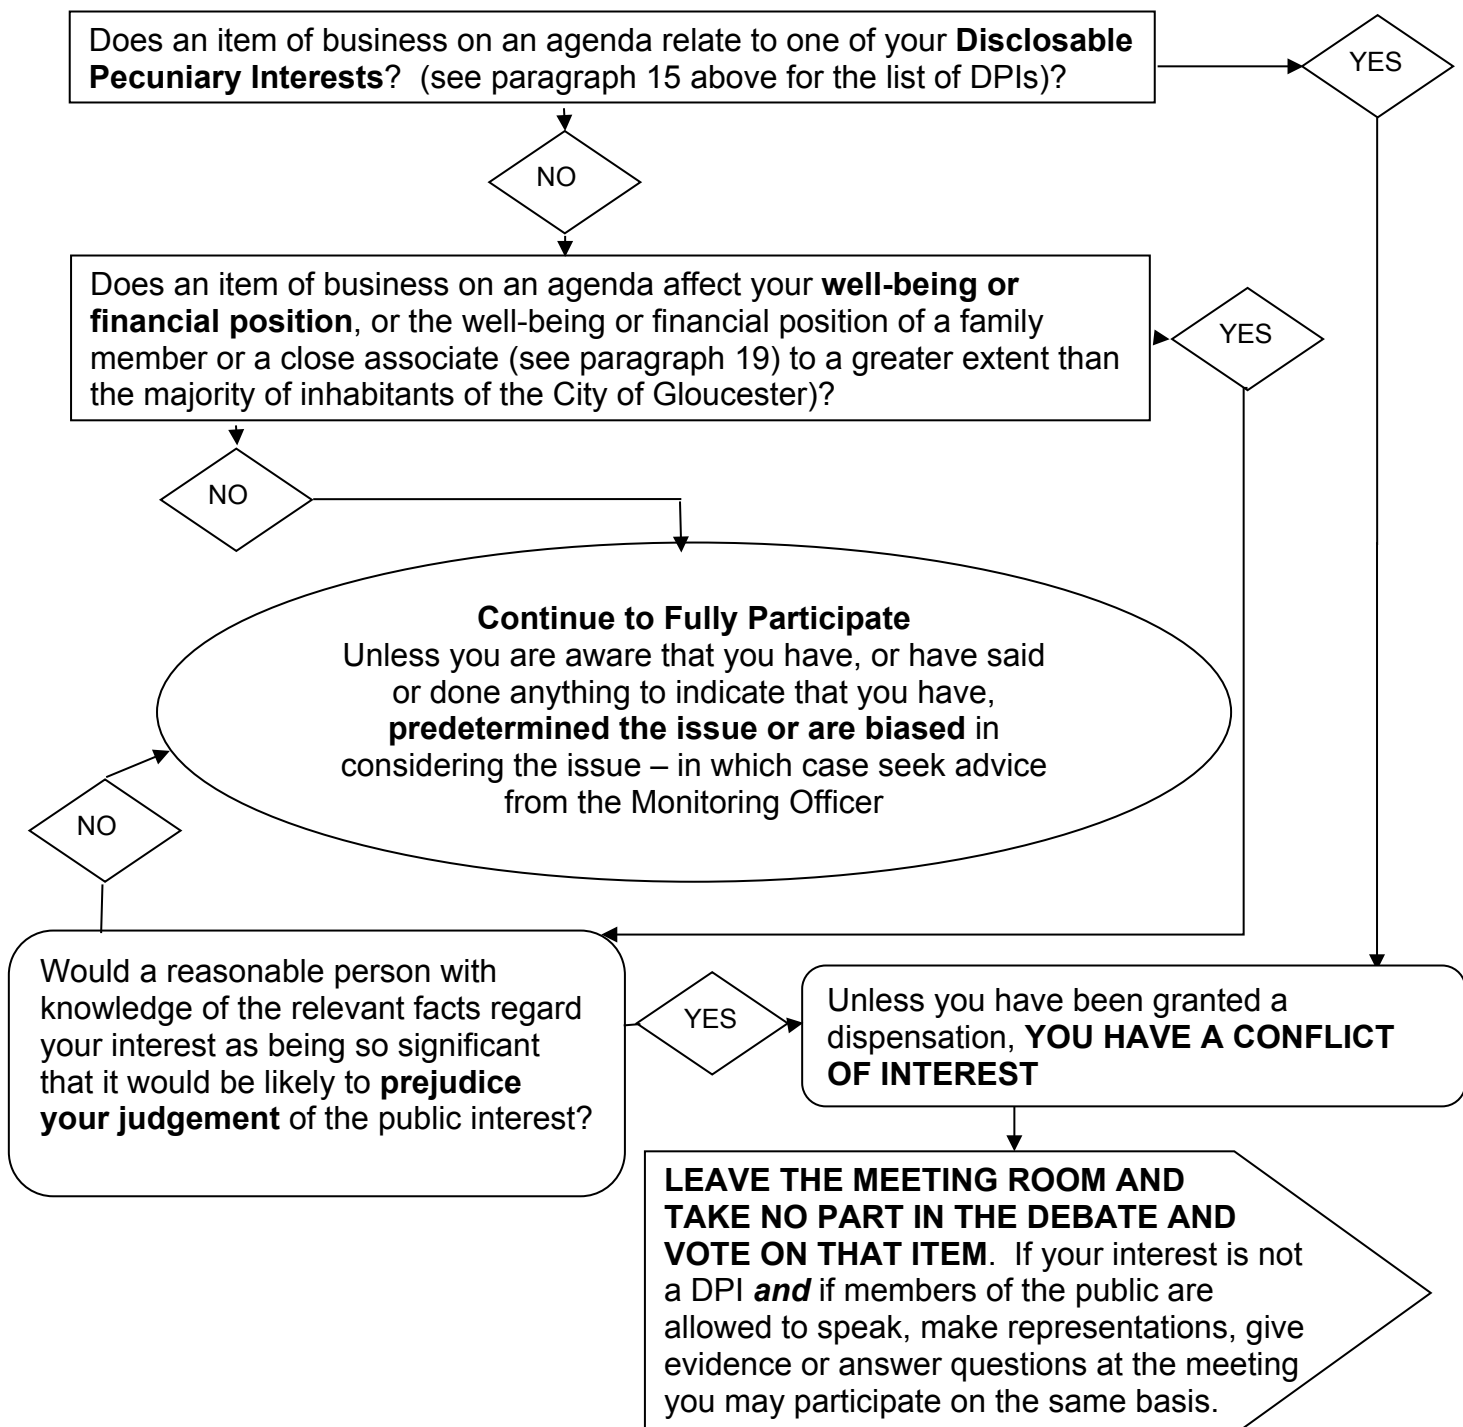 Does an item of business on an agenda relate to one of your Disclosable
Pecuniary Interests?  (see paragraph 15 above for the list of DPIs)?
YES
NO
Does an item of business on an agenda affect your well-being or
financial position, or the well-being or financial position of a family
member or a close associate (see paragraph 19) to a greater extent than
the majority of inhabitants of the City of Gloucester)?
YES
NO
Continue to Fully Participate
Unless you are aware that you have, or have said
or done anything to indicate that you have,
predetermined the issue or are biased in
considering the issue – in which case seek advice
from the Monitoring Officer
NO
Would a reasonable person with
knowledge of the relevant facts regard
your interest as being so significant
that it would be likely to prejudice
your judgement of the public interest?
YES
Unless you have been granted a
dispensation, YOU HAVE A CONFLICT
OF INTEREST
LEAVE THE MEETING ROOM AND
TAKE NO PART IN THE DEBATE AND
VOTE ON THAT ITEM.  If your interest is not
a DPI and if members of the public are
allowed to speak, make representations, give
evidence or answer questions at the meeting
you may participate on the same basis.